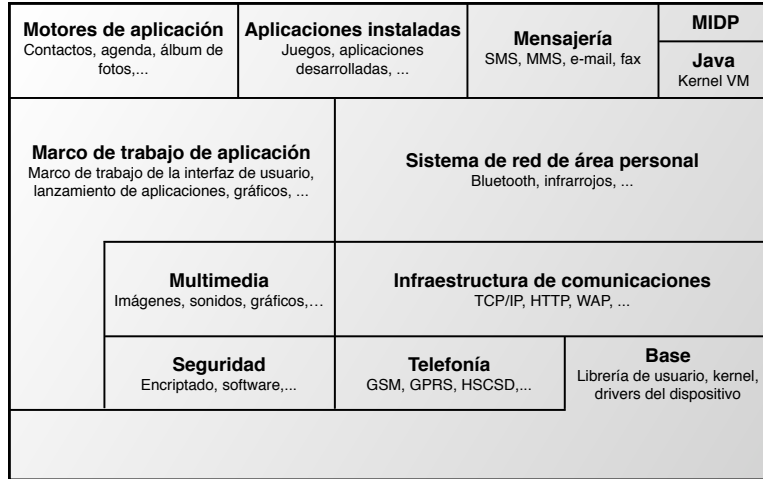 Motores de aplicación
Contactos, agenda, álbum de
fotos,...
Aplicaciones instaladas
Juegos, aplicaciones
desarrolladas, ...
Mensajería
SMS, MMS, e-mail, fax
MIDP
Java
Kernel VM
Marco de trabajo de aplicación
Marco de trabajo de la interfaz de usuario,
lanzamiento de aplicaciones, gráficos, ...
Sistema de red de área personal
Bluetooth, infrarrojos, ...
Multimedia
Imágenes, sonidos, gráficos,...
Infraestructura de comunicaciones
TCP/IP, HTTP, WAP, ...
Seguridad
Encriptado, software,...
Telefonía
GSM, GPRS, HSCSD,...
Base
Librería de usuario, kernel,
drivers del dispositivo